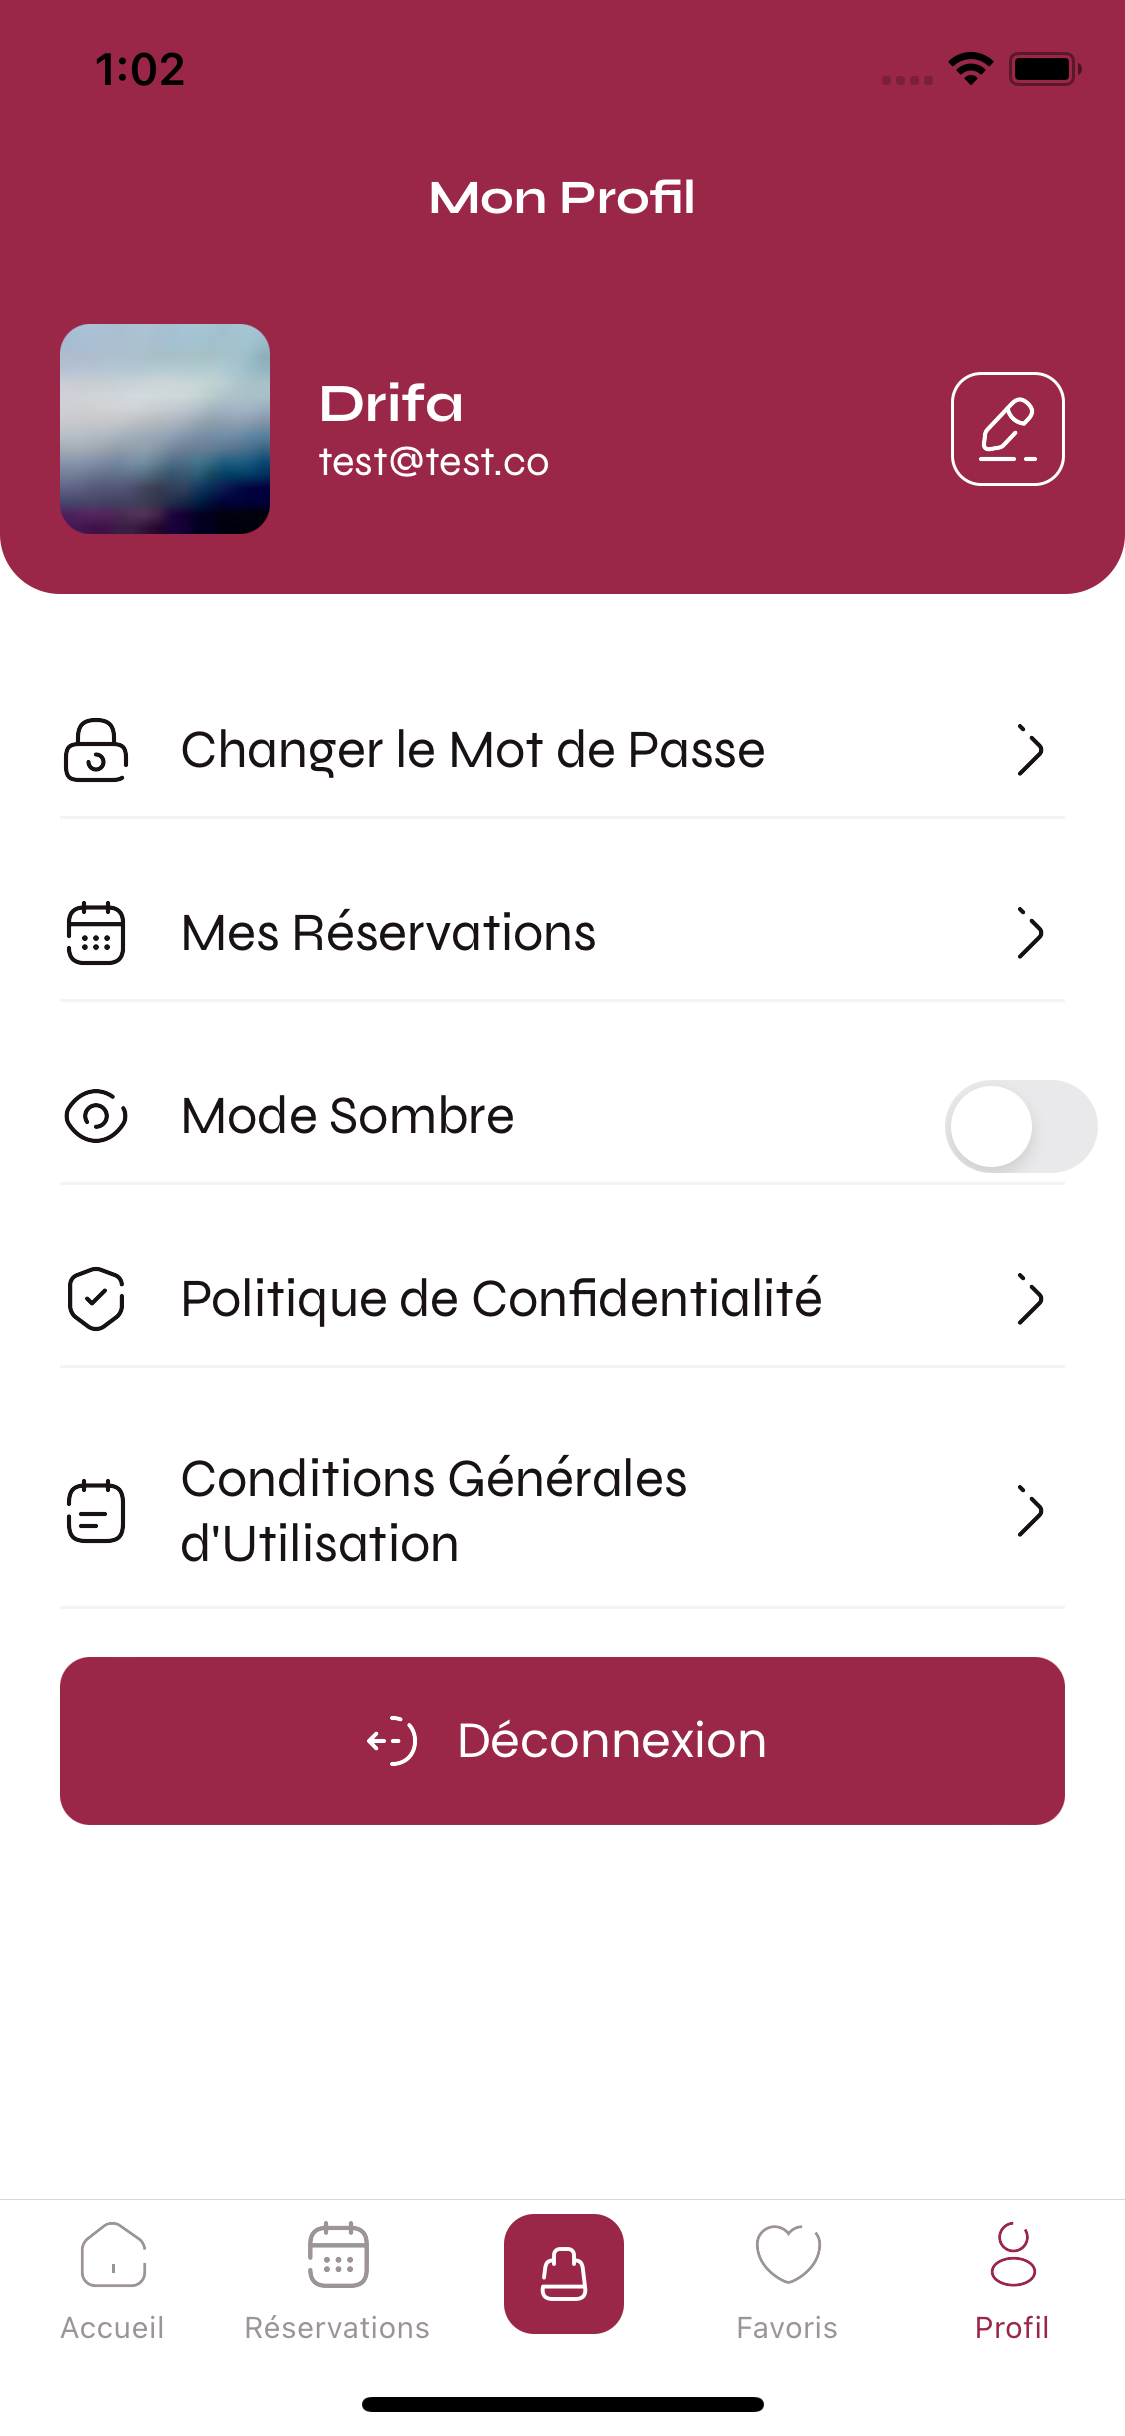 1:02
Mon Profil
Drifa
test@test.co
Changer le Mot de Passe
Mes Réservations
Mode Sombre
Politique de Confidentialité
Conditions Générales
d'Utilisation
Déconnexion
Accueil
Réservations
Favoris
Profil